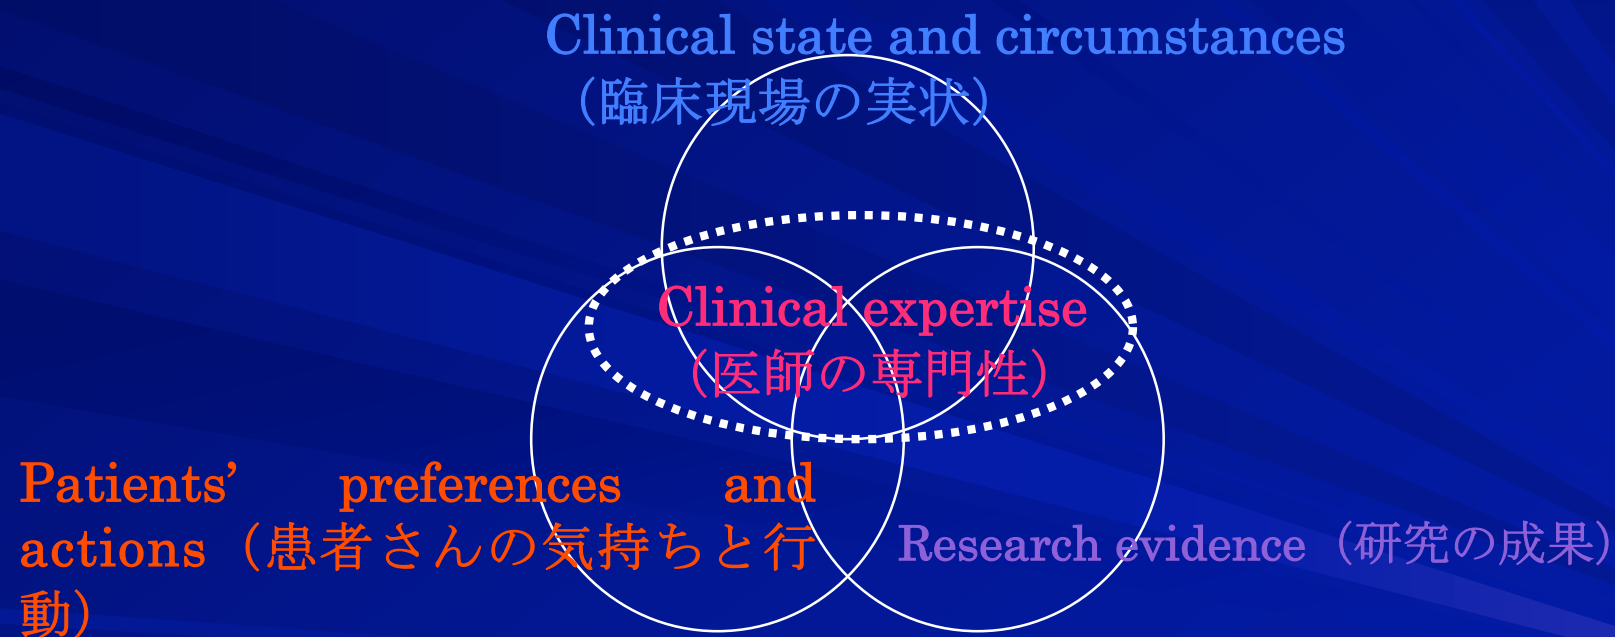 Clinical state and circumstances
（臨床現場の実状）
Clinical expertise
（医師の専門性）
Patients’ preferences and
actions（患者さんの気持ちと行
動）
Research evidence（研究の成果）